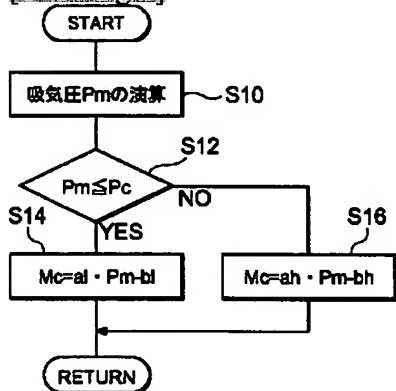 START
吸気圧Pmの演算
S10
S12
Pm≦Pc
NO
S14
YES
S16
Mc=al・Pm-bl
Mc=ah・Pm-bh
RETURN